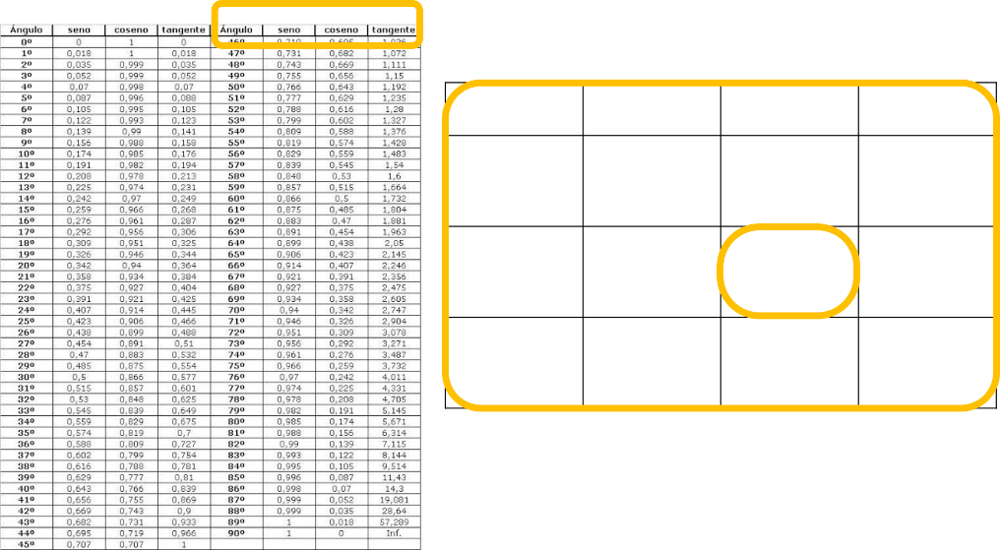 Ángulo seno coseno tangente Ángulo seno coseno tangente
0º 0 1 0 46º 0,719 0,695 1,036
1º 0,018 1 0,018 47º 0,731 0,682 1,072
2º 0,035 0,999 0,035 48º 0,743 0,669 1,111
3º 0,052 0,999 0,052 49º 0,755 0,656 1,15
4º 0,07 0,998 0,07 50º 0,766 0,643 1,192
5º 0,087 0,996 0,088 51º 0,777 0,629 1,235
6º 0,105 0,995 0,105 52º 0,788 0,616 1,28
7º 0,122 0,993 0,123 53º 0,799 0,602 1,327
8º 0,139 0,99 0,141 54º 0,809 0,588 1,376
9º 0,156 0,988 0,158 55º 0,819 0,574 1,428
10º 0,174 0,985 0,176 56º 0,829 0,559 1,483
11º 0,191 0,982 0,194 57º 0,839 0,545 1,54
12º 0,208 0,978 0,213 58º 0,848 0,53 1,6
13º 0,225 0,974 0,231 59º 0,857 0,515 1,664
14º 0,242 0,97 0,249 60º 0,866 0,5 1,732
15º 0,259 0,966 0,268 61º 0,875 0,485 1,804
16º 0,276 0,961 0,287 62º 0,883 0,47 1,881
17º 0,292 0,956 0,306 63º 0,891 0,454 1,963
18º 0,309 0,951 0,325 64º 0,899 0,438 2,05
19º 0,326 0,946 0,344 65º 0,906 0,423 2,145
20º 0,342 0,94 0,364 66º 0,914 0,407 2,246
21º 0,358 0,934 0,384 67º 0,921 0,391 2,356
22º 0,375 0,927 0,404 68º 0,927 0,375 2,475
23º 0,391 0,921 0,425 69º 0,934 0,358 2,605
24º 0,407 0,914 0,445 70º 0,94 0,342 2,747
25º 0,423 0,906 0,466 71º 0,946 0,326 2,904
26º 0,438 0,899 0,488 72º 0,951 0,309 3,078
27º 0,454 0,891 0,51 73º 0,956 0,292 3,271
28º 0,47 0,883 0,532 74º 0,961 0,276 3,487
29º 0,485 0,875 0,554 75º 0,966 0,259 3,732
30º 0,5 0,866 0,577 76º 0,97 0,242 4,011
31º 0,515 0,857 0,601 77º 0,974 0,225 4,331
32º 0,53 0,848 0,625 78º 0,978 0,208 4,705
33º 0,545 0,839 0,649 79º 0,982 0,191 5,145
34º 0,559 0,829 0,675 80º 0,985 0,174 5,671
35º 0,574 0,819 0,7 81º 0,988 0,156 6,314
36º 0,588 0,809 0,727 82º 0,99 0,139 7,115
37º 0,602 0,799 0,754 83º 0,993 0,122 8,144
38º 0,616 0,788 0,781 84º 0,995 0,105 9,514
39º 0,629 0,777 0,81 85º 0,996 0,087 11,43
40º 0,643 0,766 0,839 86º 0,998 0,07 14,3
41º 0,656 0,755 0,869 87º 0,999 0,052 19,081
42º 0,669 0,743 0,9 88º 0,999 0,035 28,64
43º 0,682 0,731 0,933 89º 1 0,018 57,289
44º 0,695 0,719 0,966 90º 1 0 Inf.
45º 0,707 0,707 1